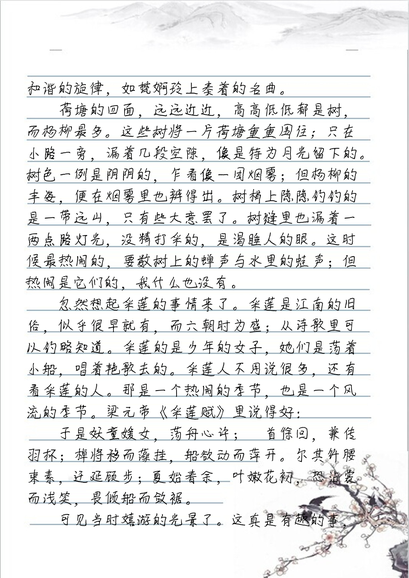 和谐的旋律，如梵婀玲上奏着的名曲。
荷塘的四面，远远近近，高高低低都是树，
而杨柳最多。这些树将一片荷塘重重围住；只在
小路一旁，漏着几段空隙，像是特为月光留下的。
树色一例是阴阴的，乍看像一团烟雾；但杨柳的
丰姿，便在烟雾里也辨得出。树梢上隐隐约约的
是一带远山，只有些大意罢了。树缝里也漏着一
两点路灯光，没精打采的，是渴睡人的眼。这时
候最热闹的，要数树上的蝉声与水里的蛙声；但
热闹是它们的，我什么也没有。
忽然想起采莲的事情来了。采莲是江南的旧
俗，似乎很早就有，而六朝时为盛；从诗歌里可
以约略知道。采莲的是少年的女子，她们是荡着
小船，唱着艳歌去的。采莲人不用说很多，还有
看采莲的人。那是一个热闹的季节，也是一个风
流的季节。梁元帝《采莲赋》里说得好：
于是妖童媛女，荡舟心许； 首徐回，兼传
羽杯；棹将移而藻挂，船欲动而萍开。尔其纤腰
束素，迁延顾步；夏始春余，叶嫩花初，恐沾裳
而浅笑，畏倾船而敛裾。
可见当时嬉游的光景了。这真是有趣的事，